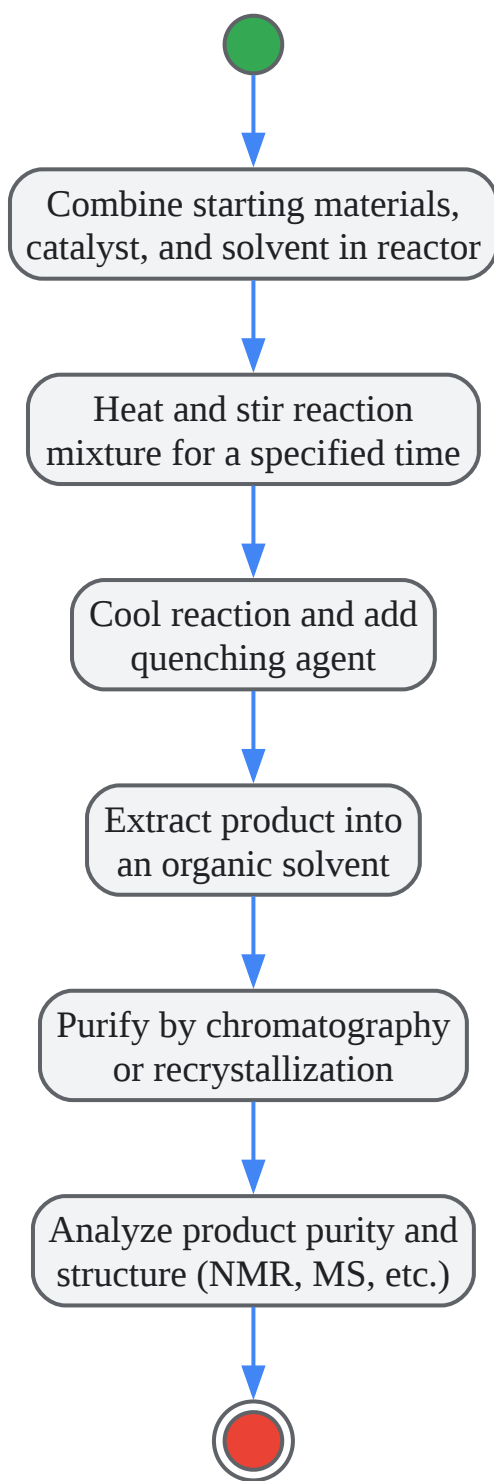 Combine starting materials,
catalyst, and solvent in reactor
Heat and stir reaction
mixture for a specified time
Cool reaction and add
quenching agent
Extract product into
an organic solvent
Purify by chromatography
or recrystallization
Analyze product purity and
structure (NMR, MS, etc.)